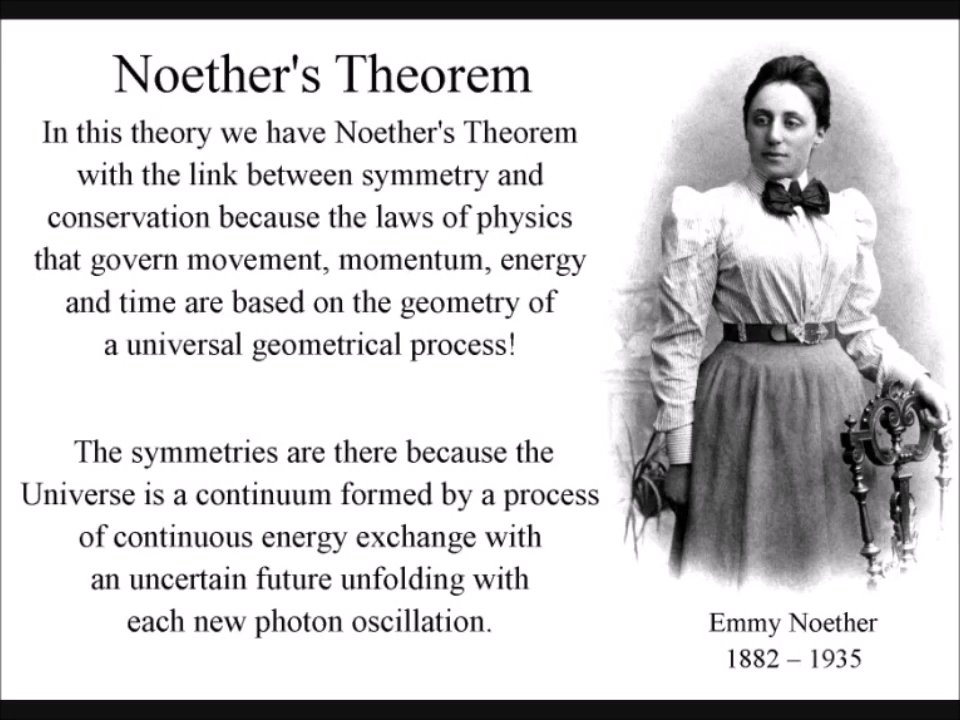 Noether's Theorem
In this theory we have Noether's Theorem
with the link between symmetry and
conservation because the laws of physics
that govern movement, momentum, energy
and time are based on the geometry of
a universal geometrical process!
The symmetries are there because the
Universe is a continuum formed by a process
of continuous energy exchange with
an uncertain future unfolding with
each new photon oscillation.
Emmy Noether
1882 – 1935